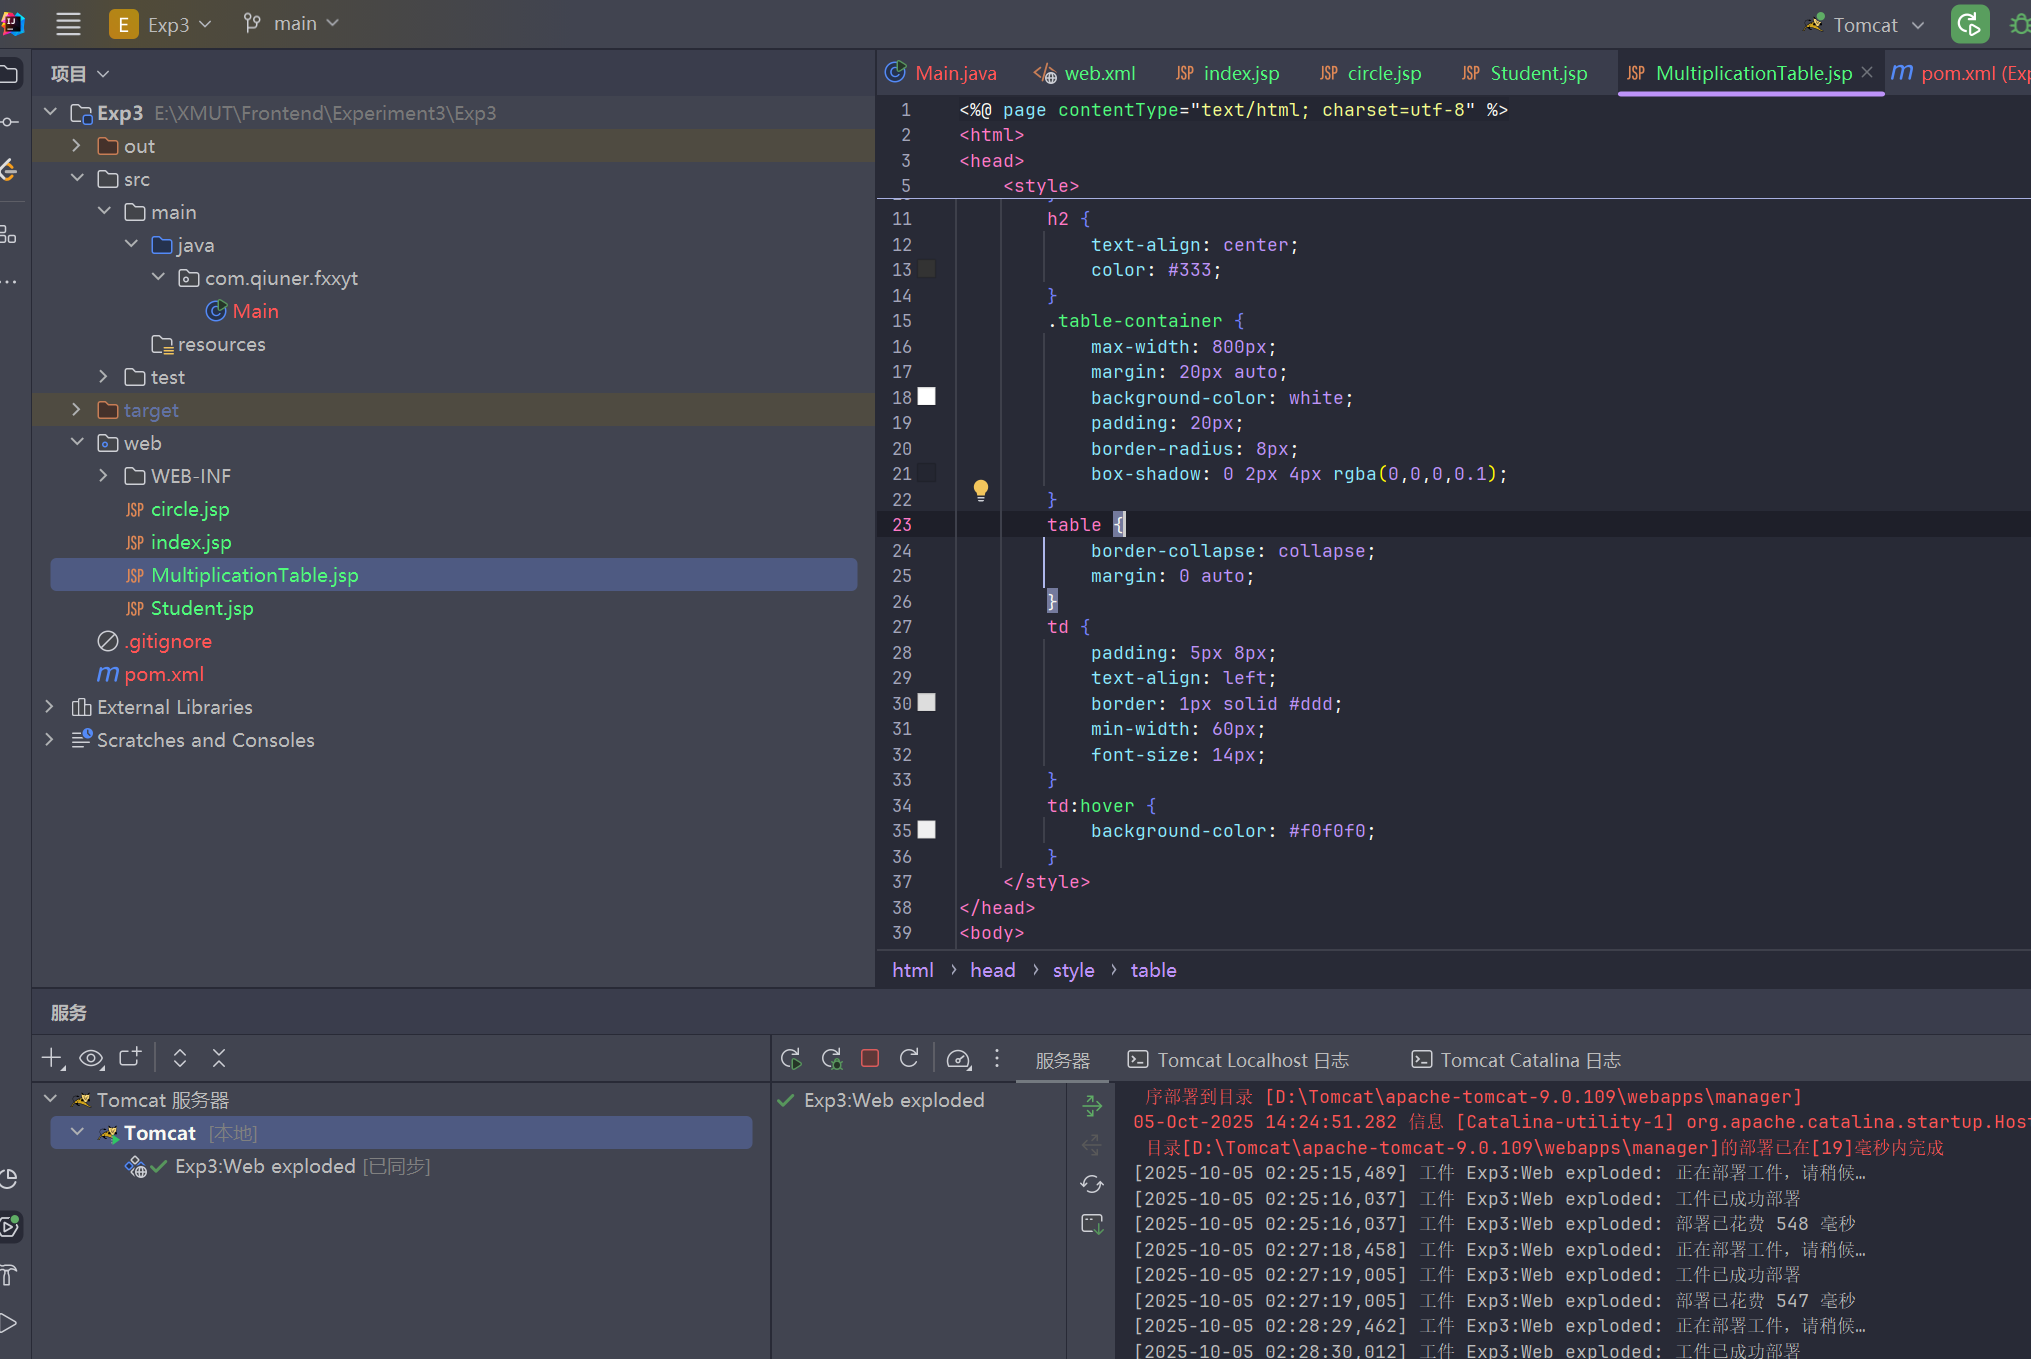 E Exp3 main Tomcat
项目
Main.java web.xml JSP index.jsp JSP circle.jsp JSP Student.jsp JSP MultiplicationTable.jsp m pom.xml (Exp
Exp3 E:\XMUT\Frontend\Experiment3\Exp3
out
src
main
java
com.qiuner.fxxyt
Main
resources
test
target
web
WEB-INF
JSP circle.jsp
JSP index.jsp
JSP MultiplicationTable.jsp
JSP Student.jsp
.gitignore
m pom.xml
External Libraries
Scratches and Consoles
1 <%@ page contentType="text/html; charset=utf-8" %>
2 <html>
3 <head>
5 <style>
11 h2 {
12 text-align: center;
13 color: #333;
14 }
15 .table-container {
16 max-width: 800px;
17 margin: 20px auto;
18 background-color: white;
19 padding: 20px;
20 border-radius: 8px;
21 box-shadow: 0 2px 4px rgba(0,0,0,0.1);
22 }
23 table {
24 border-collapse: collapse;
25 margin: 0 auto;
26 }
27 td {
28 padding: 5px 8px;
29 text-align: left;
30 border: 1px solid #ddd;
31 min-width: 60px;
32 font-size: 14px;
33 }
34 td:hover {
35 background-color: #f0f0f0;
36 }
37 </style>
38 </head>
39 <body>
html › head › style › table
服务
服务器 Tomcat Localhost 日志 Tomcat Catalina 日志
Tomcat 服务器
Tomcat [本地]
Exp3:Web exploded [已同步]
Exp3:Web exploded
序部署到目录 [D:\Tomcat\apache-tomcat-9.0.109\webapps\manager]
05-Oct-2025 14:24:51.282 信息 [Catalina-utility-1] org.apache.catalina.startup.Hos
目录[D:\Tomcat\apache-tomcat-9.0.109\webapps\manager]的部署已在[19]毫秒内完成
[2025-10-05 02:25:15,489] 工件 Exp3:Web exploded: 正在部署工件，请稍候…
[2025-10-05 02:25:16,037] 工件 Exp3:Web exploded: 工件已成功部署
[2025-10-05 02:25:16,037] 工件 Exp3:Web exploded: 部署已花费 548 毫秒
[2025-10-05 02:27:18,458] 工件 Exp3:Web exploded: 正在部署工件，请稍候…
[2025-10-05 02:27:19,005] 工件 Exp3:Web exploded: 工件已成功部署
[2025-10-05 02:27:19,005] 工件 Exp3:Web exploded: 部署已花费 547 毫秒
[2025-10-05 02:28:29,462] 工件 Exp3:Web exploded: 正在部署工件，请稍候…
[2025-10-05 02:28:30,012] 工件 Exp3:Web exploded: 工件已成功部署